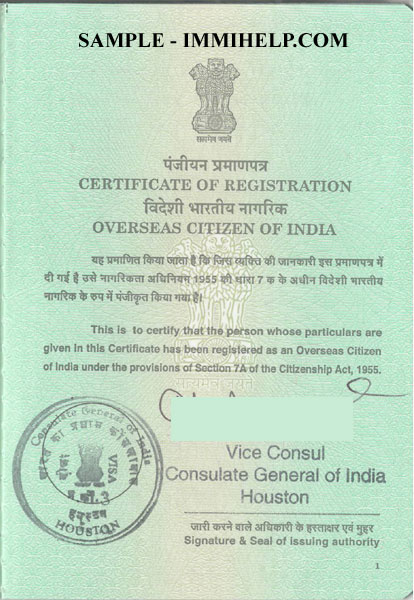 SAMPLE - IMMIHELP.COM
सत्यमेव जयते
पंजीयन प्रमाणपत्र
CERTIFICATE OF REGISTRATION
विदेशी भारतीय नागरिक
OVERSEAS CITIZEN OF INDIA
यह प्रमाणित किया जाता है कि जिस व्यक्ति की जानकारी इस प्रमाणपत्र में
दी गई है उसे नागरिकता अधिनियम 1955 की धारा 7 क के अधीन विदेशी भारतीय
नागरिक के रुप में पंजीकृत किया गया है।
This is to certify that the person whose particulars are
given in this Certificate has been registered as an Overseas Citizen
of India under the provisions of Section 7A of the Citizenship Act, 1955.
सत्यमेव जयते
Consulate General of India
भारत का प्रधान
VISA
HOUSTON
Vice Consul
Consulate General of India
Houston
जारी करने वाले अधिकारी के हस्ताक्षर एवं मुहर
Signature & Seal of issuing authority
1